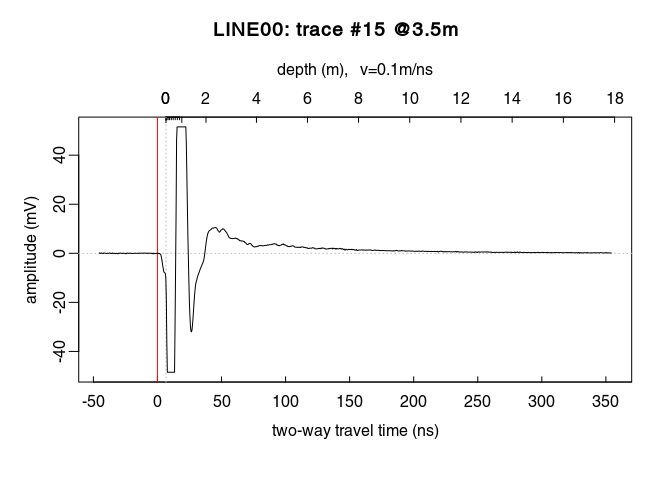 LINE00: trace #15 @3.5m
depth (m),  v=0.1m/ns
0 2 4 6 8 10 12 14 16 18
40
20
0
-20
-40
amplitude (mV)
-50 0 50 100 150 200 250 300 350
two-way travel time (ns)